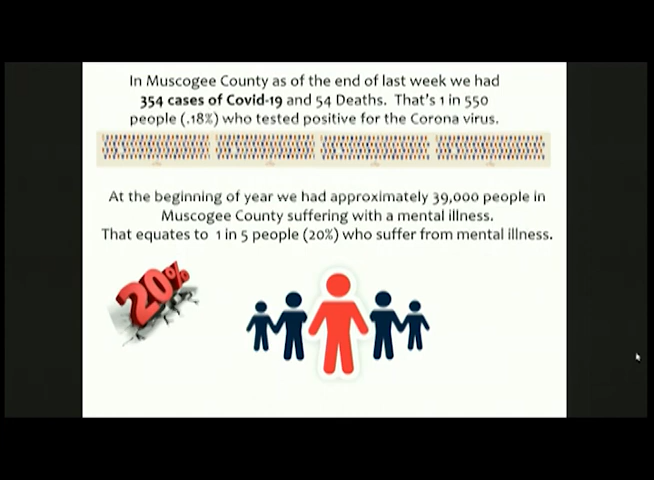 In Muscogee County as of the end of last week we had
354 cases of Covid-19 and 54 Deaths. That's 1 in 550
people (.18%) who tested positive for the Corona virus.
At the beginning of year we had approximately 39,000 people in
Muscogee County suffering with a mental illness.
That equates to 1 in 5 people (20%) who suffer from mental illness.
20%